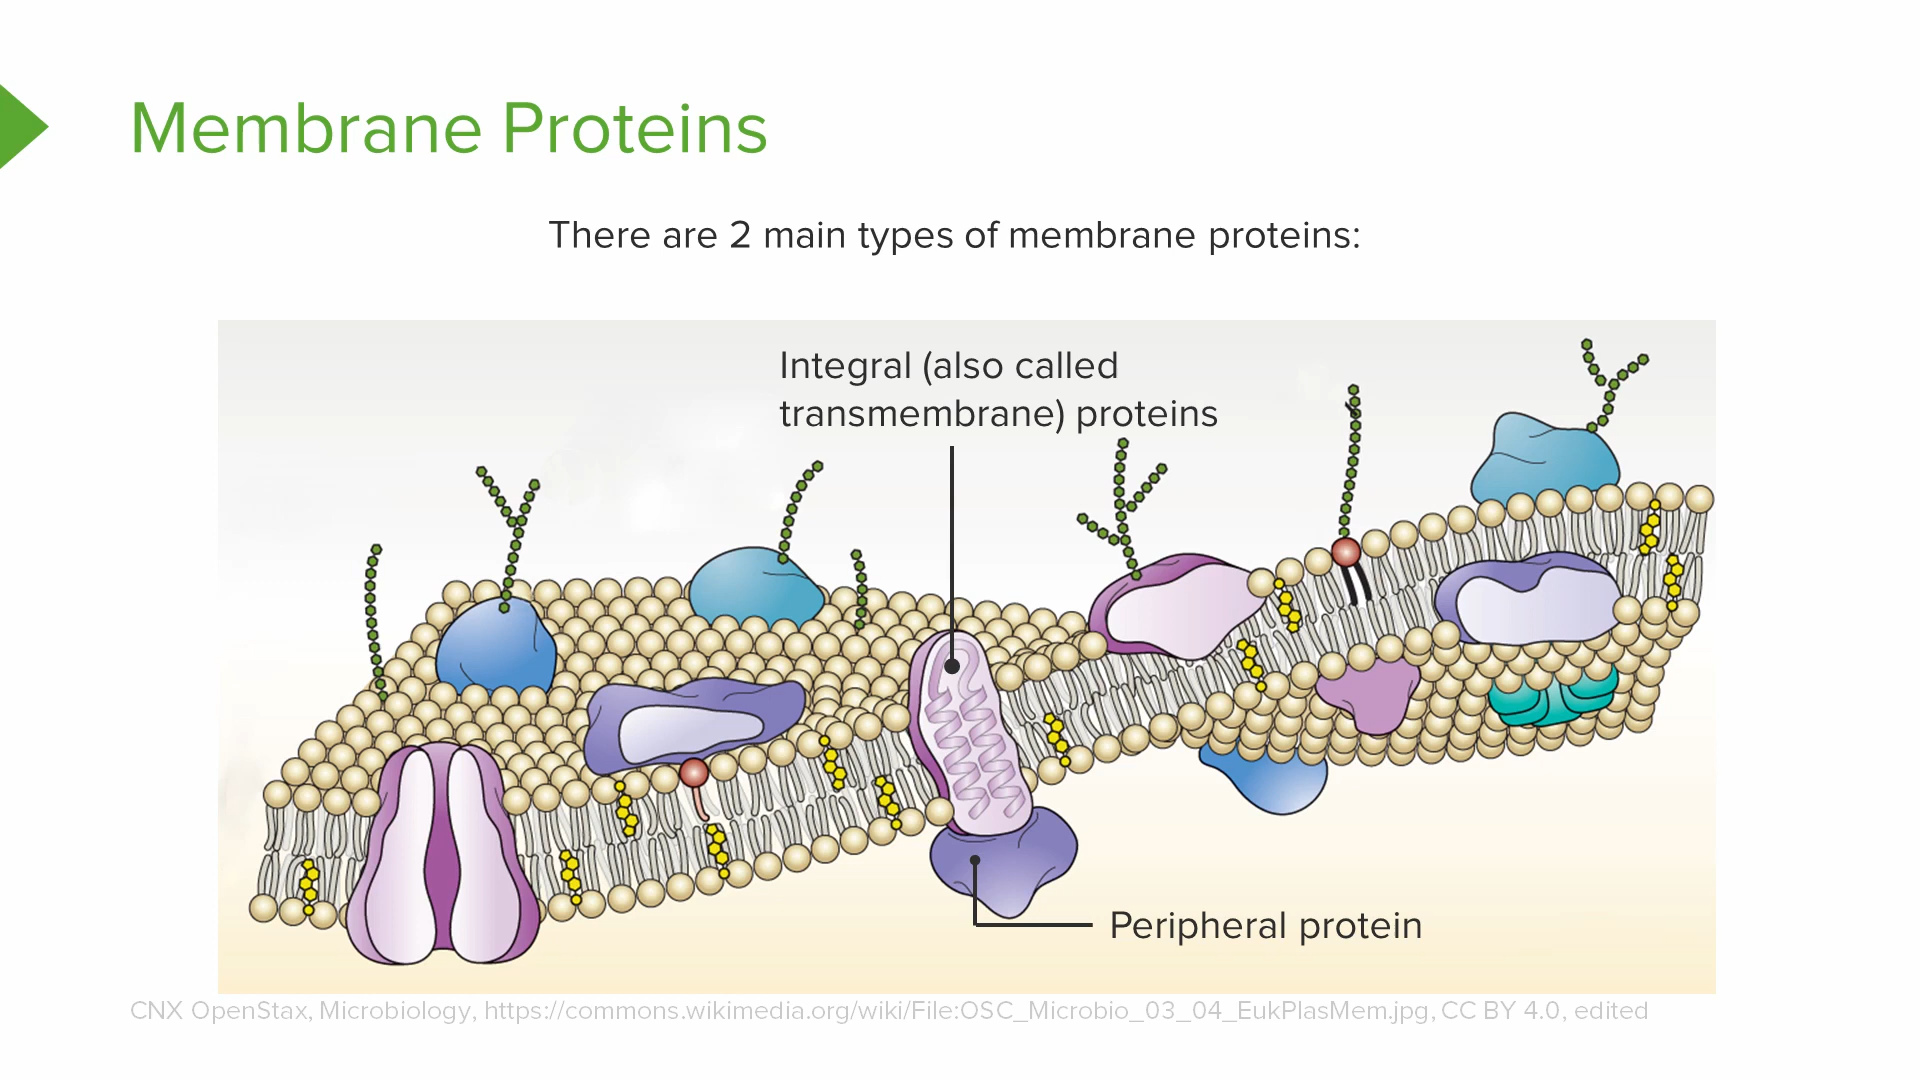 Membrane Proteins
There are 2 main types of membrane proteins:
Integral (also called
transmembrane) proteins
Peripheral protein
CNX OpenStax, Microbiology, https://commons.wikimedia.org/wiki/File:OSC_Microbio_03_04_EukPlasMem.jpg, CC BY 4.0, edited